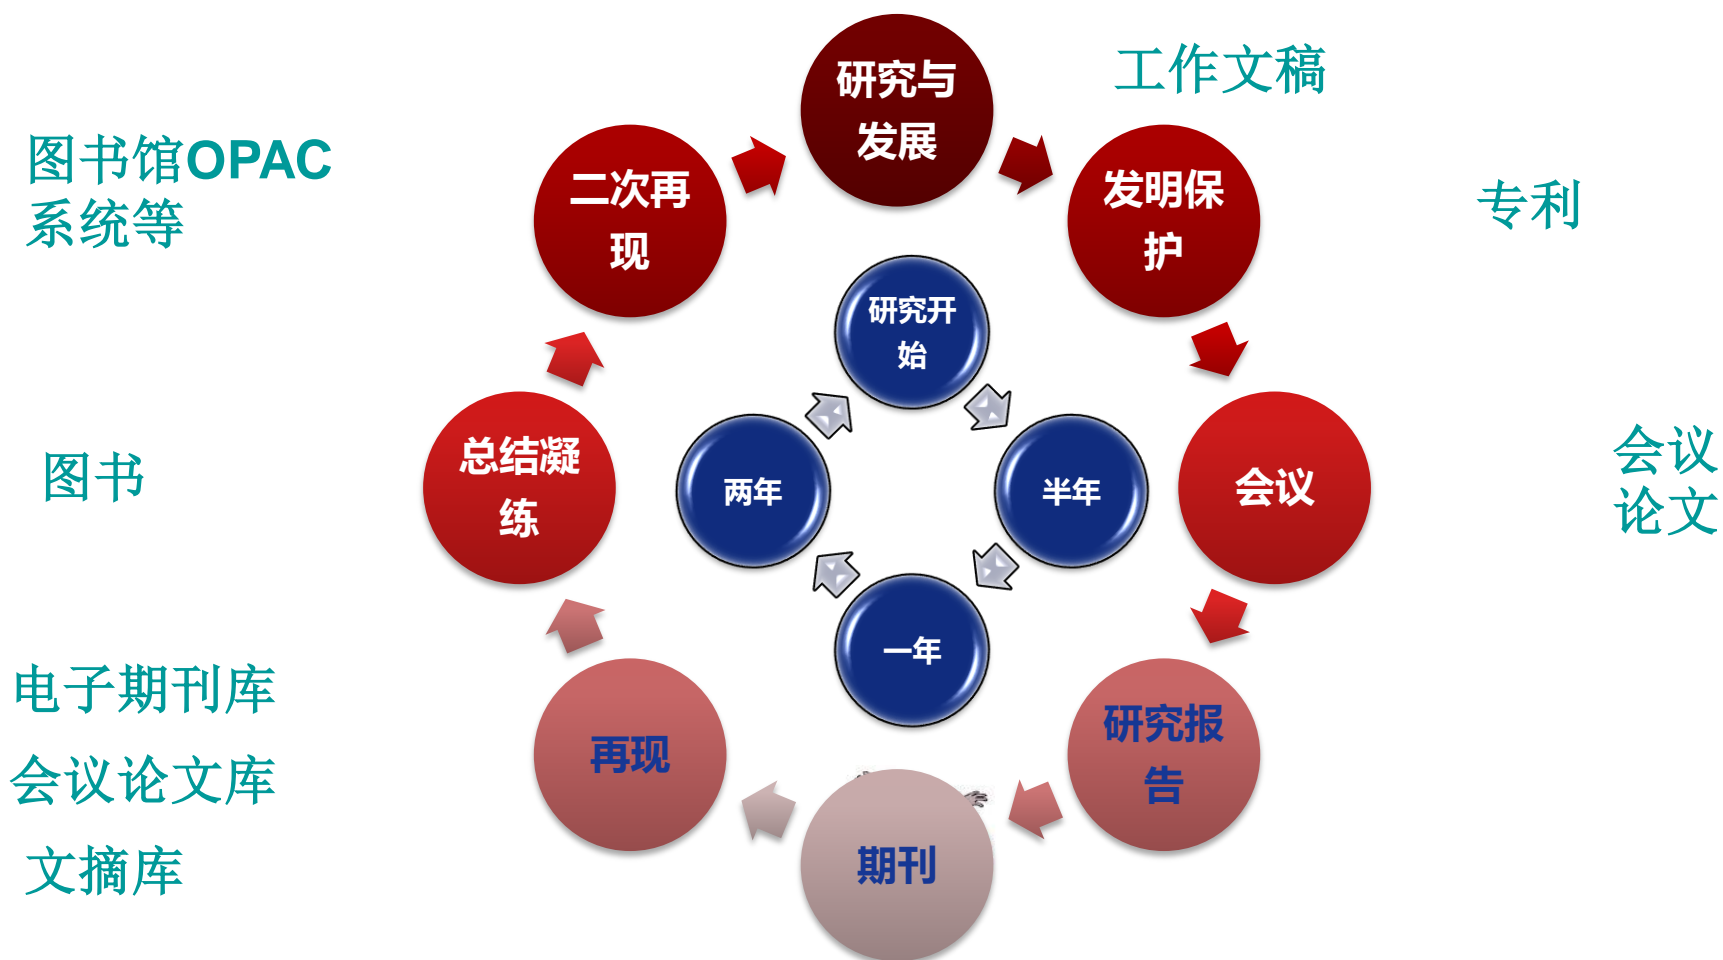 研究与
发展
工作文稿
发明保
护
专利
会议
会议
论文
研究报
告
期刊
再现
电子期刊库
会议论文库
文摘库
总结凝
练
图书
二次再
现
图书馆OPAC
系统等
研究开
始
半年
一年
两年